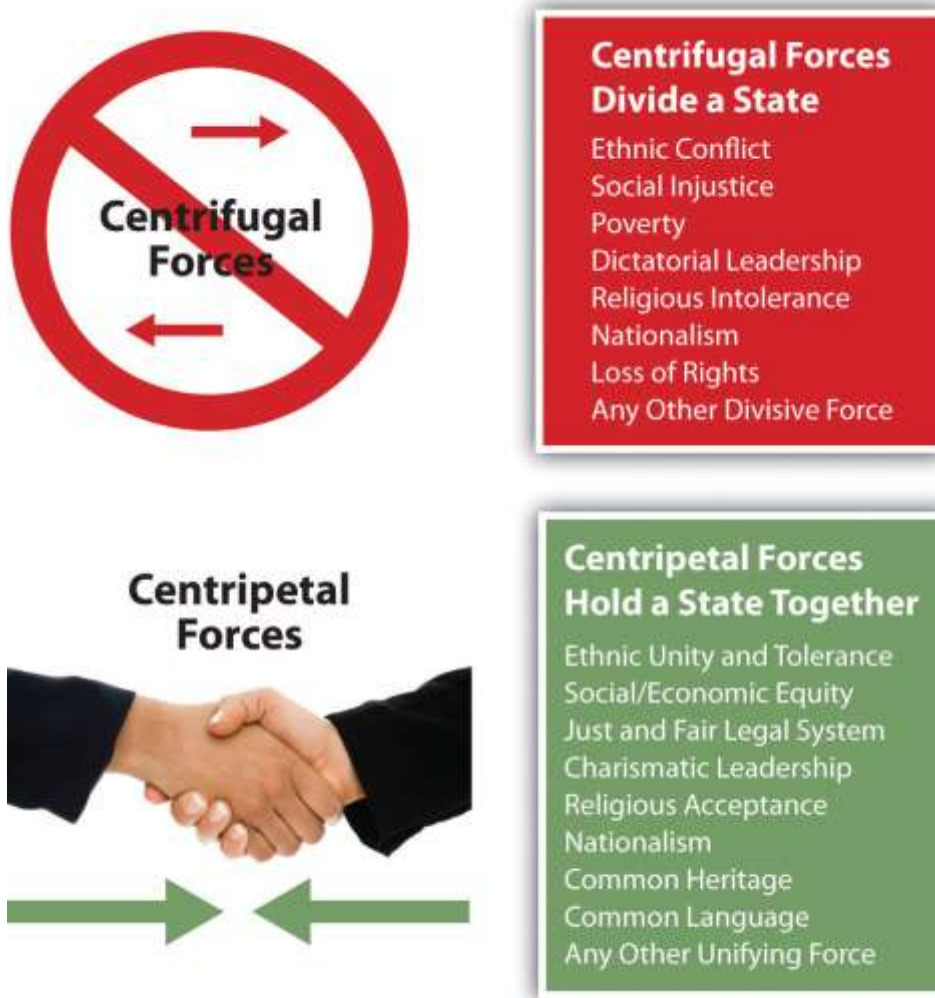 Centrifugal
Forces
Centrifugal Forces
Divide a State
Ethnic Conflict
Social Injustice
Poverty
Dictatorial Leadership
Religious Intolerance
Nationalism
Loss of Rights
Any Other Divisive Force
Centripetal
Forces
Centripetal Forces
Hold a State Together
Ethnic Unity and Tolerance
Social/Economic Equity
Just and Fair Legal System
Charismatic Leadership
Religious Acceptance
Nationalism
Common Heritage
Common Language
Any Other Unifying Force